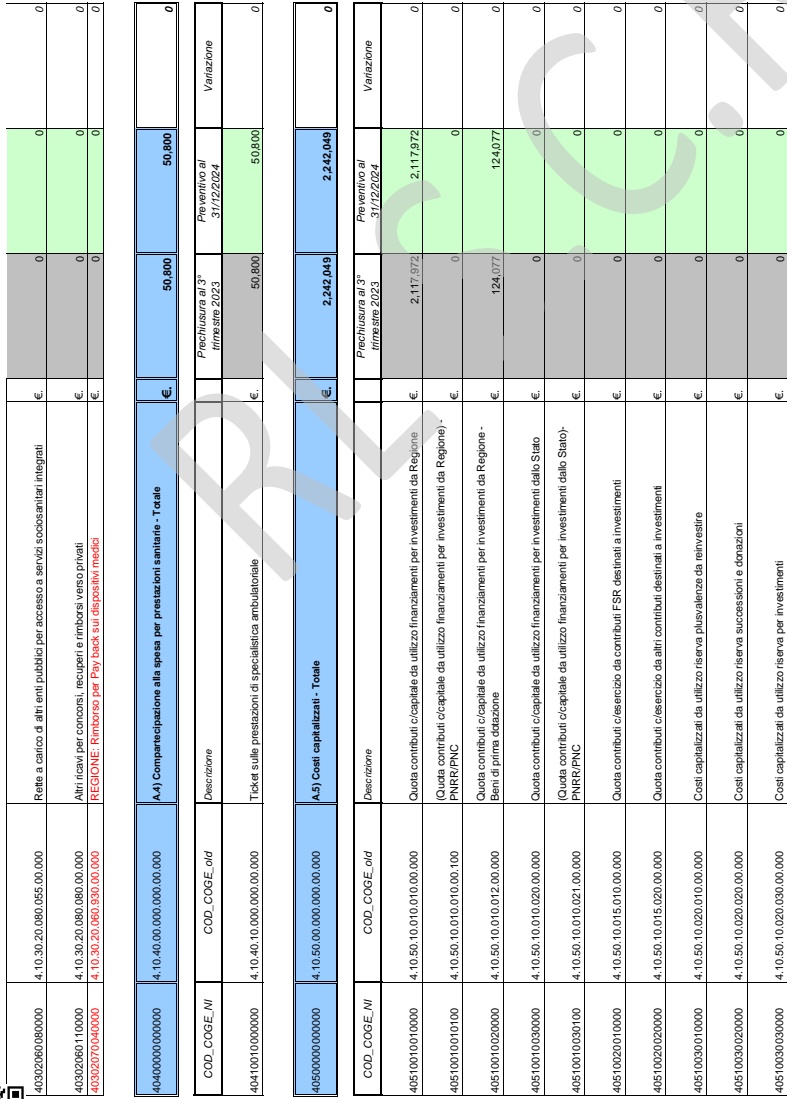 40302060080000 4.10.30.20.080.055.00.000 Rette a carico di altri enti pubblici per accesso a servizi sociosanitari integrati €. 0 0 0
40302060110000 4.10.30.20.080.080.00.000 Altri ricavi per concorsi, recuperi e rimborsi verso privati €. 0 0 0
40302070040000 4.10.30.20.060.930.00.000 REGIONE: Rimborso per Pay back sui dispositivi medici €. 0 0 0
40400000000000 4.10.40.00.000.000.00.000 A.4) Compartecipazione alla spesa per prestazioni sanitarie - Totale €. 50,800 50,800 0
COD_COGE_NI COD_COGE_old Descrizione Prechiusura al 3° trimestre 2023 Preventivo al 31/12/2024 Variazione
40410010000000 4.10.40.10.000.000.00.000 Ticket sulle prestazioni di specialistica ambulatoriale €. 50,800 50,800 0
40500000000000 4.10.50.00.000.000.00.000 A.5) Costi capitalizzati - Totale €. 2,242,049 2,242,049 0
COD_COGE_NI COD_COGE_old Descrizione Prechiusura al 3° trimestre 2023 Preventivo al 31/12/2024 Variazione
40510010010000 4.10.50.10.010.010.00.000 Quota contributi c/capitale da utilizzo finanziamenti per investimenti da Regione €. 2,117,972 2,117,972 0
40510010010100 4.10.50.10.010.010.00.100 (Quota contributi c/capitale da utilizzo finanziamenti per investimenti da Regione) - PNRR/PNC €. 0 0 0
40510010020000 4.10.50.10.010.012.00.000 Quota contributi c/capitale da utilizzo finanziamenti per investimenti da Regione - Beni di prima dotazione €. 124,077 124,077 0
40510010030000 4.10.50.10.010.020.00.000 Quota contributi c/capitale da utilizzo finanziamenti per investimenti dallo Stato €. 0 0 0
40510010030100 4.10.50.10.010.021.00.000 (Quota contributi c/capitale da utilizzo finanziamenti per investimenti dallo Stato)- PNRR/PNC €. 0 0 0
40510020010000 4.10.50.10.015.010.00.000 Quota contributi c/esercizio da contributi FSR destinati a investimenti €. 0 0 0
40510020020000 4.10.50.10.015.020.00.000 Quota contributi c/esercizio da altri contributi destinati a investimenti €. 0 0 0
40510030010000 4.10.50.10.020.010.00.000 Costi capitalizzati da utilizzo riserva plusvalenze da reinvestire €. 0 0 0
40510030020000 4.10.50.10.020.020.00.000 Costi capitalizzati da utilizzo riserva successioni e donazioni €. 0 0 0
40510030030000 4.10.50.10.020.030.00.000 Costi capitalizzati da utilizzo riserva per investimenti €. 0 0 0